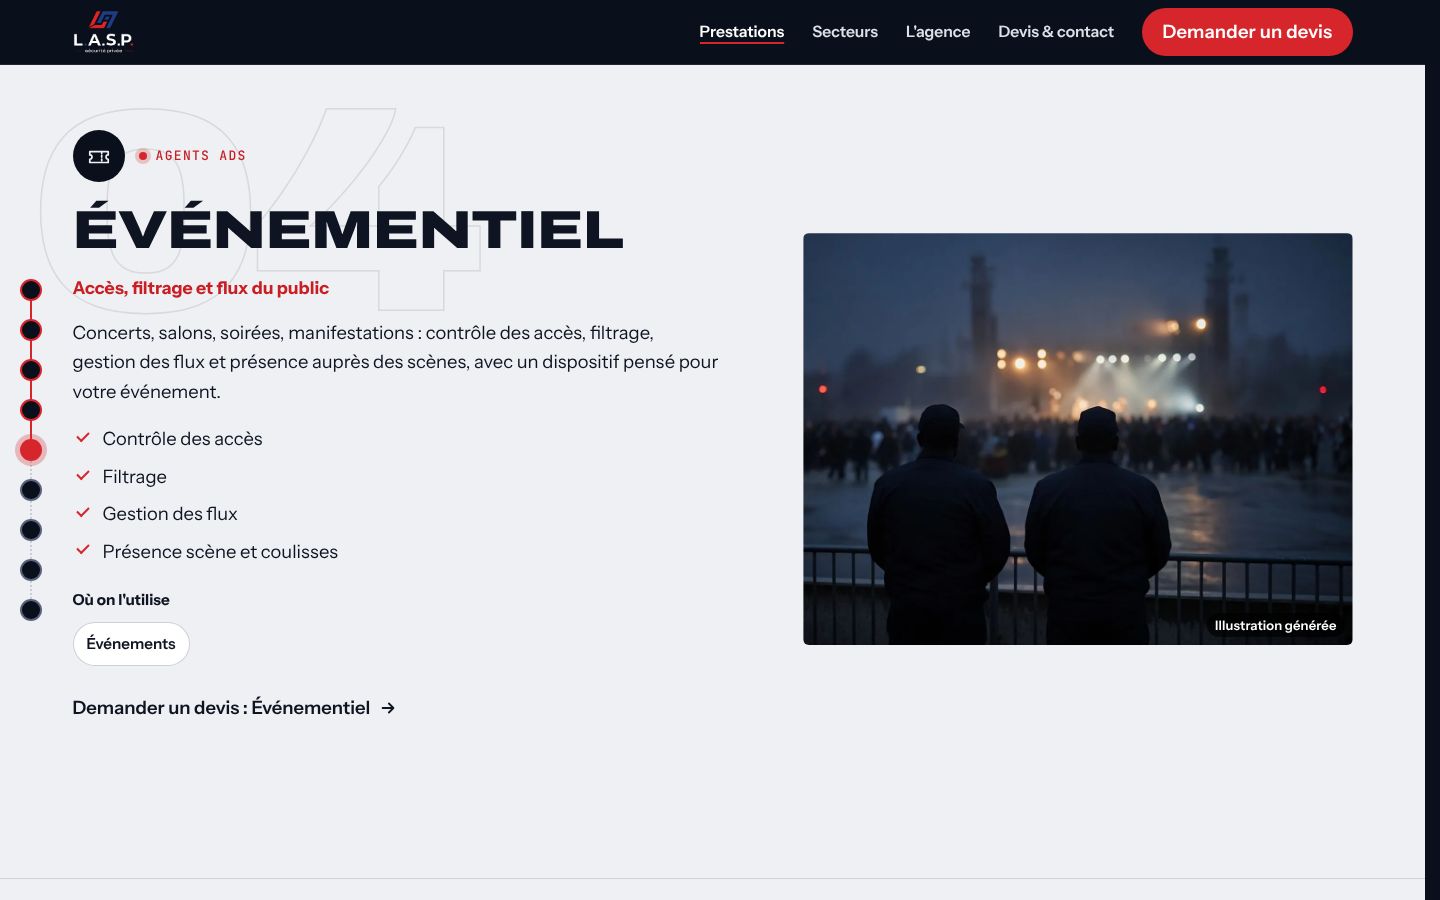 L.A.S.P.
sécurité privée
Prestations
Secteurs
L'agence
Devis & contact
Demander un devis
04
AGENTS ADS
ÉVÉNEMENTIEL
Accès, filtrage et flux du public
Concerts, salons, soirées, manifestations : contrôle des accès, filtrage,
gestion des flux et présence auprès des scènes, avec un dispositif pensé pour
votre événement.
Contrôle des accès
Filtrage
Gestion des flux
Présence scène et coulisses
Où on l'utilise
Événements
Demander un devis : Événementiel →
Illustration générée